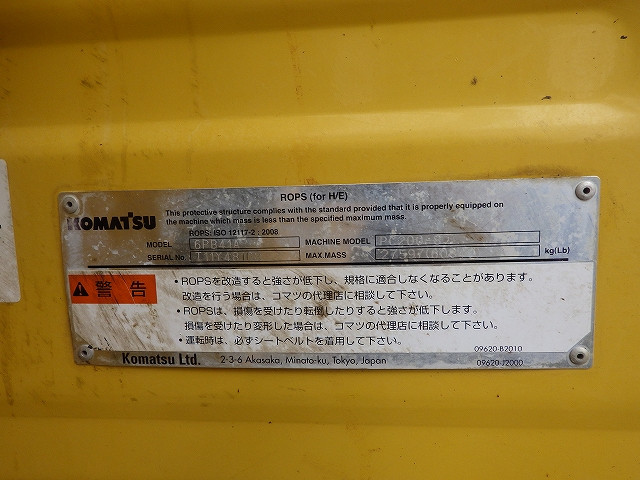 ROPS (for H/E)
KOMATSU
This protective structure complies with the standard provided that it is properly equipped on
the machine which mass is less than the specified maximum mass.
ROPS: ISO 12117-2 : 2008
MODEL
MACHINE MODEL
SERIAL No.
MAX MASS
kg(Lb)
警告
・ROPSを改造すると強さが低下し、規格に適合しなくなることがあります。
改造を行う場合は、コマツの代理店に相談して下さい。
・ROPSは、損傷を受けたり転倒したりすると強さが低下します。
損傷を受けたり変形した場合は、コマツの代理店に相談して下さい。
・運転時は、必ずシートベルトを着用して下さい。
09620-B2010
Komatsu Ltd.
2-3-6 Akasaka, Minato-ku, Tokyo, Japan
09620-J2000